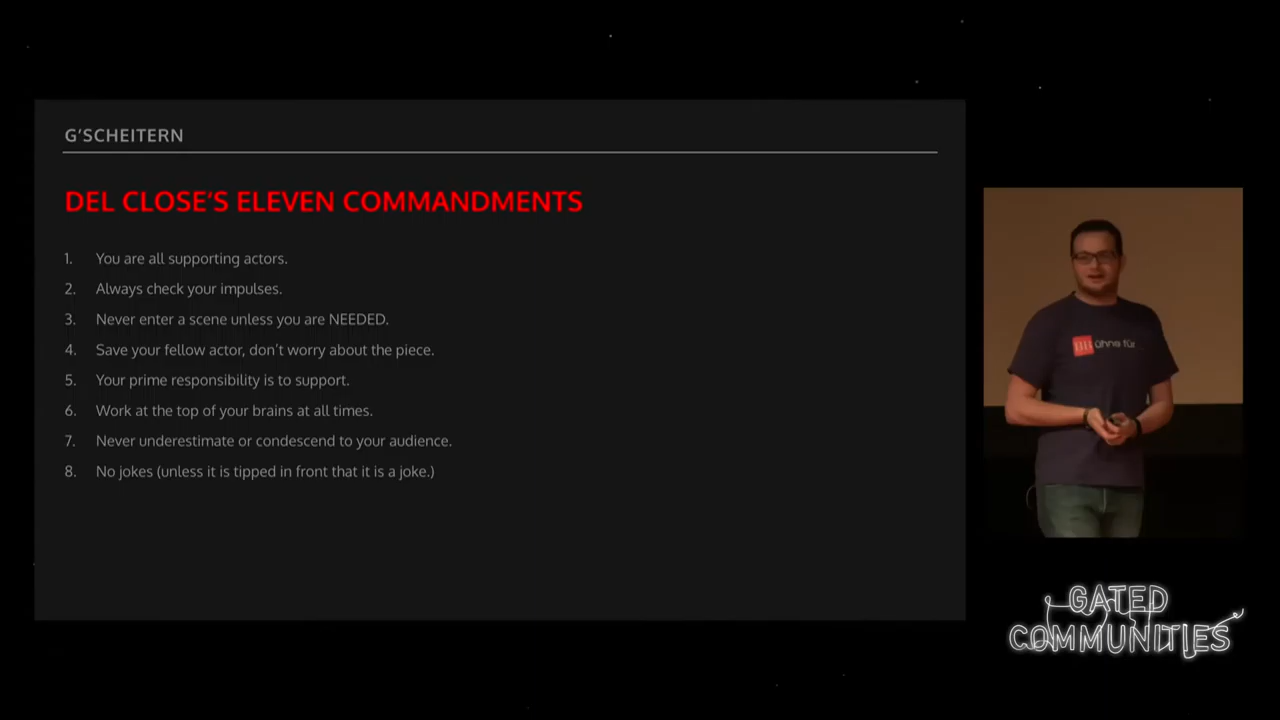 G'SCHEITERN
DEL CLOSE'S ELEVEN COMMANDMENTS
1. You are all supporting actors.
2. Always check your impulses.
3. Never enter a scene unless you are NEEDED.
4. Save your fellow actor, don't worry about the piece.
5. Your prime responsibility is to support.
6. Work at the top of your brains at all times.
7. Never underestimate or condescend to your audience.
8. No jokes (unless it is tipped in front that it is a joke.)
GATED
COMMUNITIES